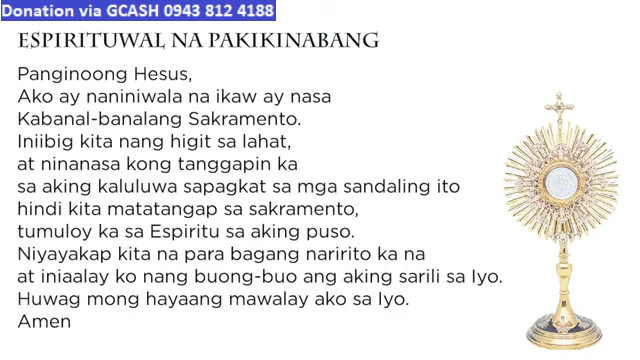 Donation via GCASH 0943 812 4188
ESPIRITUWAL NA PAKIKINABANG
Panginoong Hesus,
Ako ay naniniwala na ikaw ay nasa
Kabanal-banalang Sakramento.
Iniibig kita nang higit sa lahat,
at ninanasa kong tanggapin ka
sa aking kaluluwa sapagkat sa mga sandaling ito
hindi kita matatangap sa sakramento,
tumuloy ka sa Espiritu sa aking puso.
Niyayakap kita na para bagang naririto ka na
at iniaalay ko nang buong-buo ang aking sarili sa Iyo.
Huwag mong hayaang mawalay ako sa Iyo.
Amen